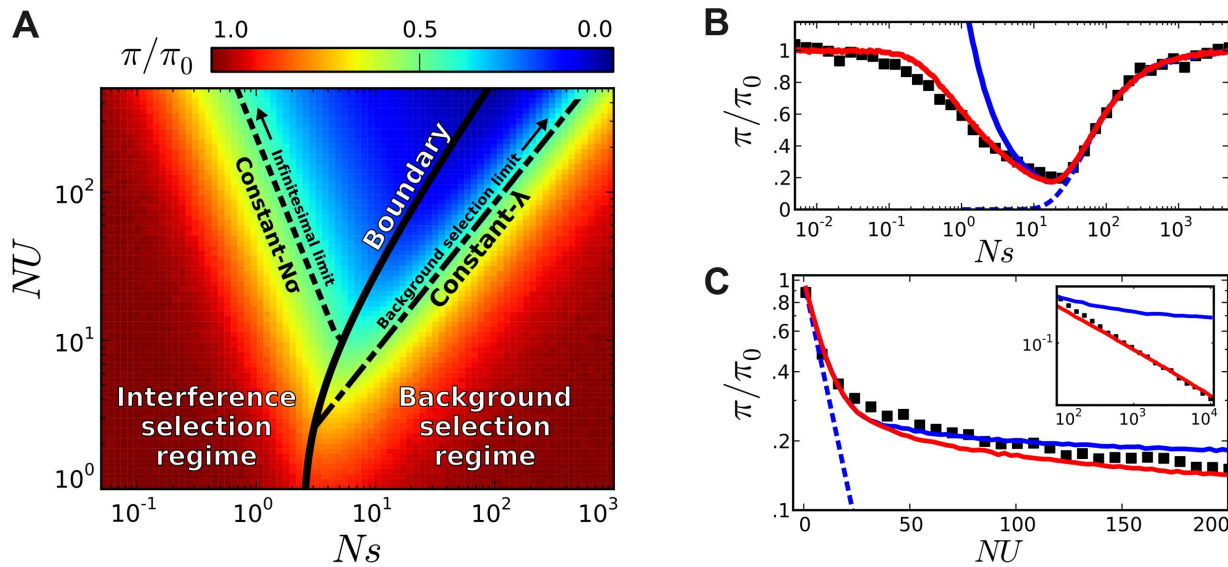 A
π/π₀
1.0 0.5 0.0
NU
10²
10¹
10⁰
10⁻¹ 10⁰ 10¹ 10² 10³
Ns
Infinitesimal limit
Constant-Nσ
Boundary
Background selection limit
Constant-λ
Interference
selection
regime
Background
selection
regime
B
π/π₀
1
.8
.6
.4
.2
0
10⁻² 10⁻¹ 10⁰ 10¹ 10² 10³
Ns
C
π/π₀
1
.8
.6
.4
.2
.1
0 50 100 150 200
NU
10⁻¹
10² 10³ 10⁴